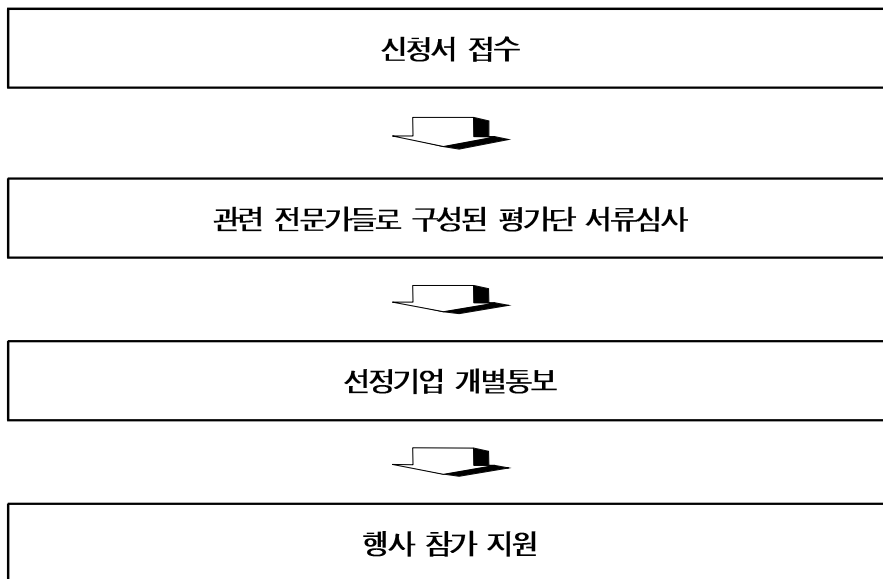 신청서 접수
관련 전문가들로 구성된 평가단 서류심사
선정기업 개별통보
행사 참가 지원